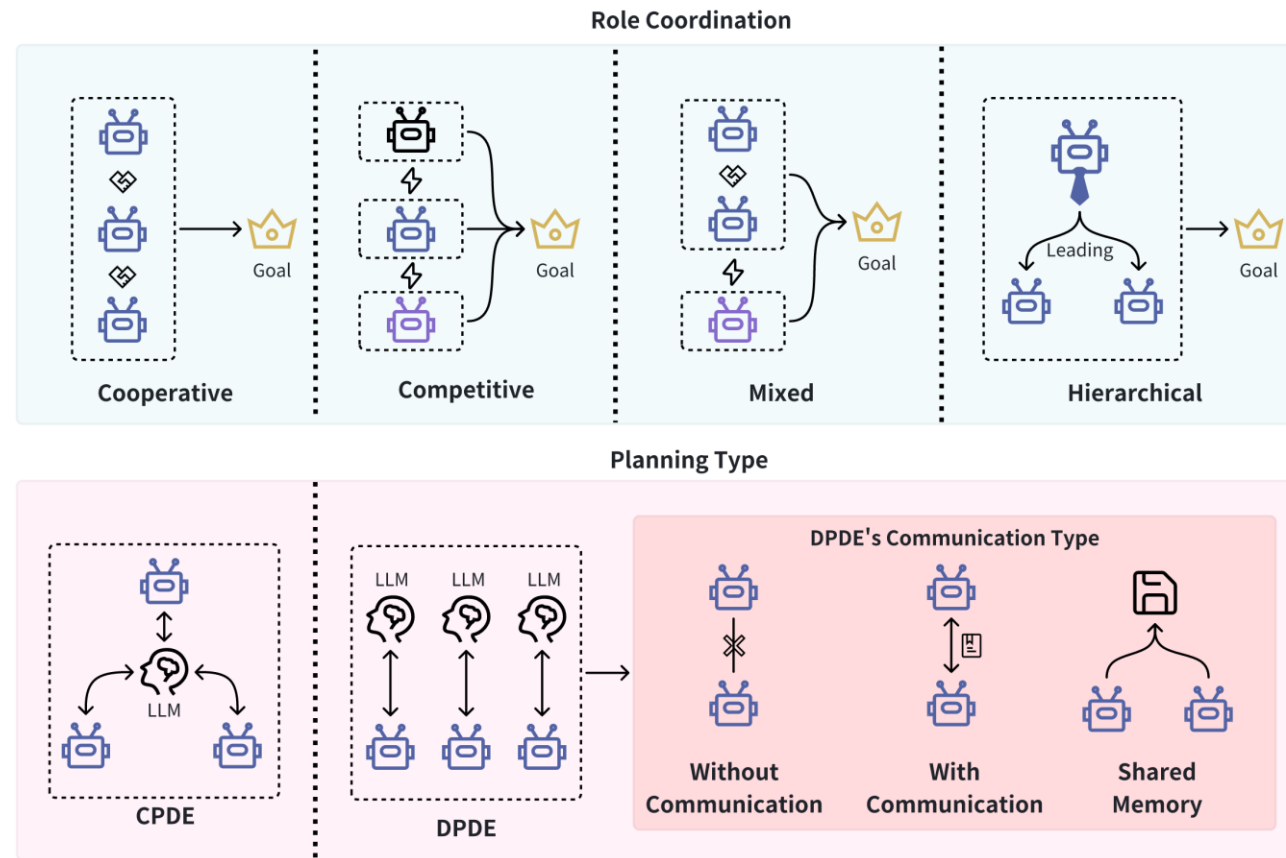 Role Coordination
Goal
Goal
Goal
Leading
Goal
Cooperative
Competitive
Mixed
Hierarchical
Planning Type
DPDE's Communication Type
LLM
LLM
LLM
LLM
Without
Communication
With
Communication
Shared
Memory
CPDE
DPDE